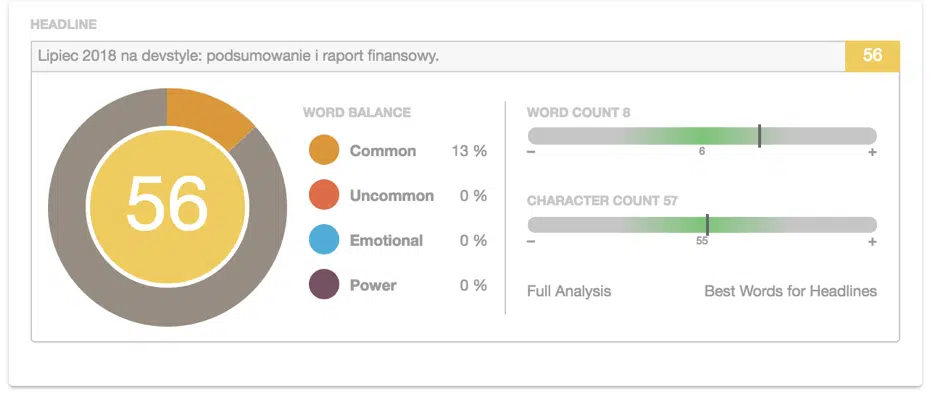 HEADLINE
Lipiec 2018 na devstyle: podsumowanie i raport finansowy. 56
56
WORD BALANCE
Common 13 %
Uncommon 0 %
Emotional 0 %
Power 0 %
WORD COUNT 8
− 6 +
CHARACTER COUNT 57
− 55 +
Full Analysis Best Words for Headlines